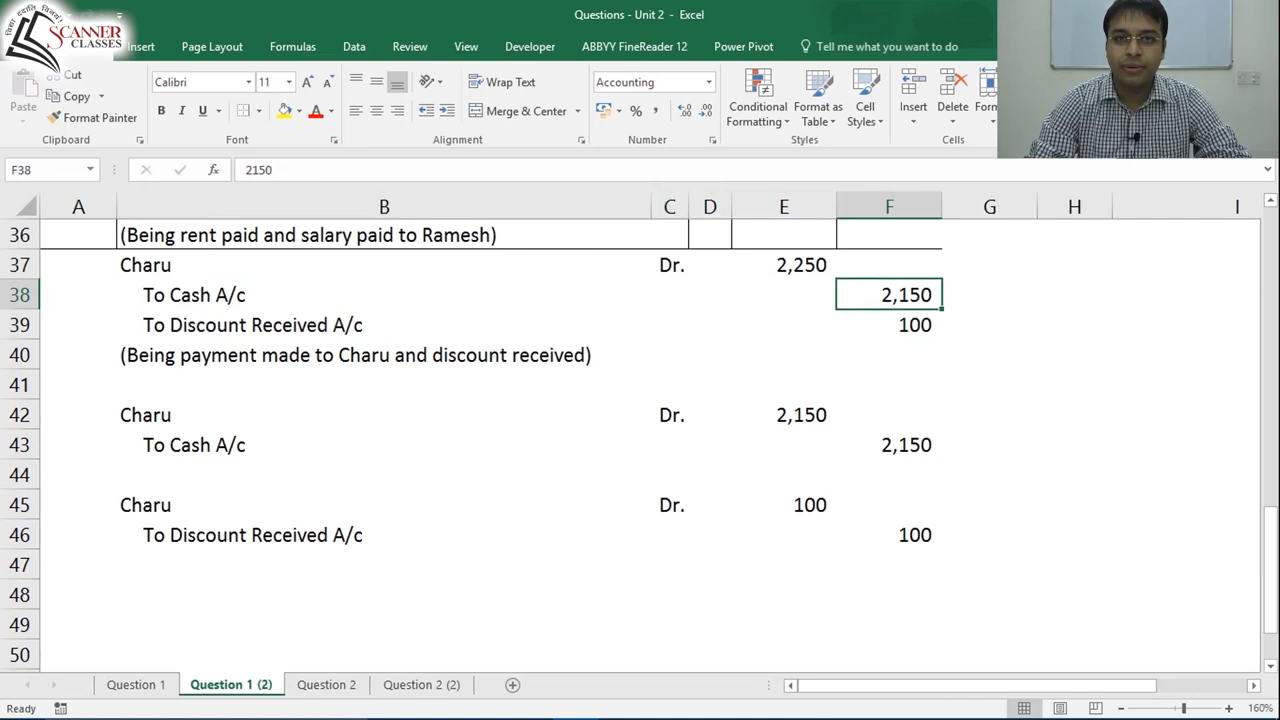 विद्या ददाति विनयम्
SCANNER
CLASSES
Questions - Unit 2 - Excel
Insert Page Layout Formulas Data Review View Developer ABBYY FineReader 12 Power Pivot Tell me what you want to do
Paste
Cut
Copy
Format Painter
Clipboard
Calibri 11
B I U
A
Font
Wrap Text
Merge & Center
Alignment
Accounting
%
Number
Conditional Formatting
Format as Table
Cell Styles
Styles
Insert Delete
Cells
F38 fx 2150
A B C D E F G H I
36 (Being rent paid and salary paid to Ramesh)
37 Charu Dr. 2,250
38 To Cash A/c 2,150
39 To Discount Received A/c 100
40 (Being payment made to Charu and discount received)
41
42 Charu Dr. 2,150
43 To Cash A/c 2,150
44
45 Charu Dr. 100
46 To Discount Received A/c 100
47
48
49
50
Question 1 Question 1 (2) Question 2 Question 2 (2)
Ready 160%